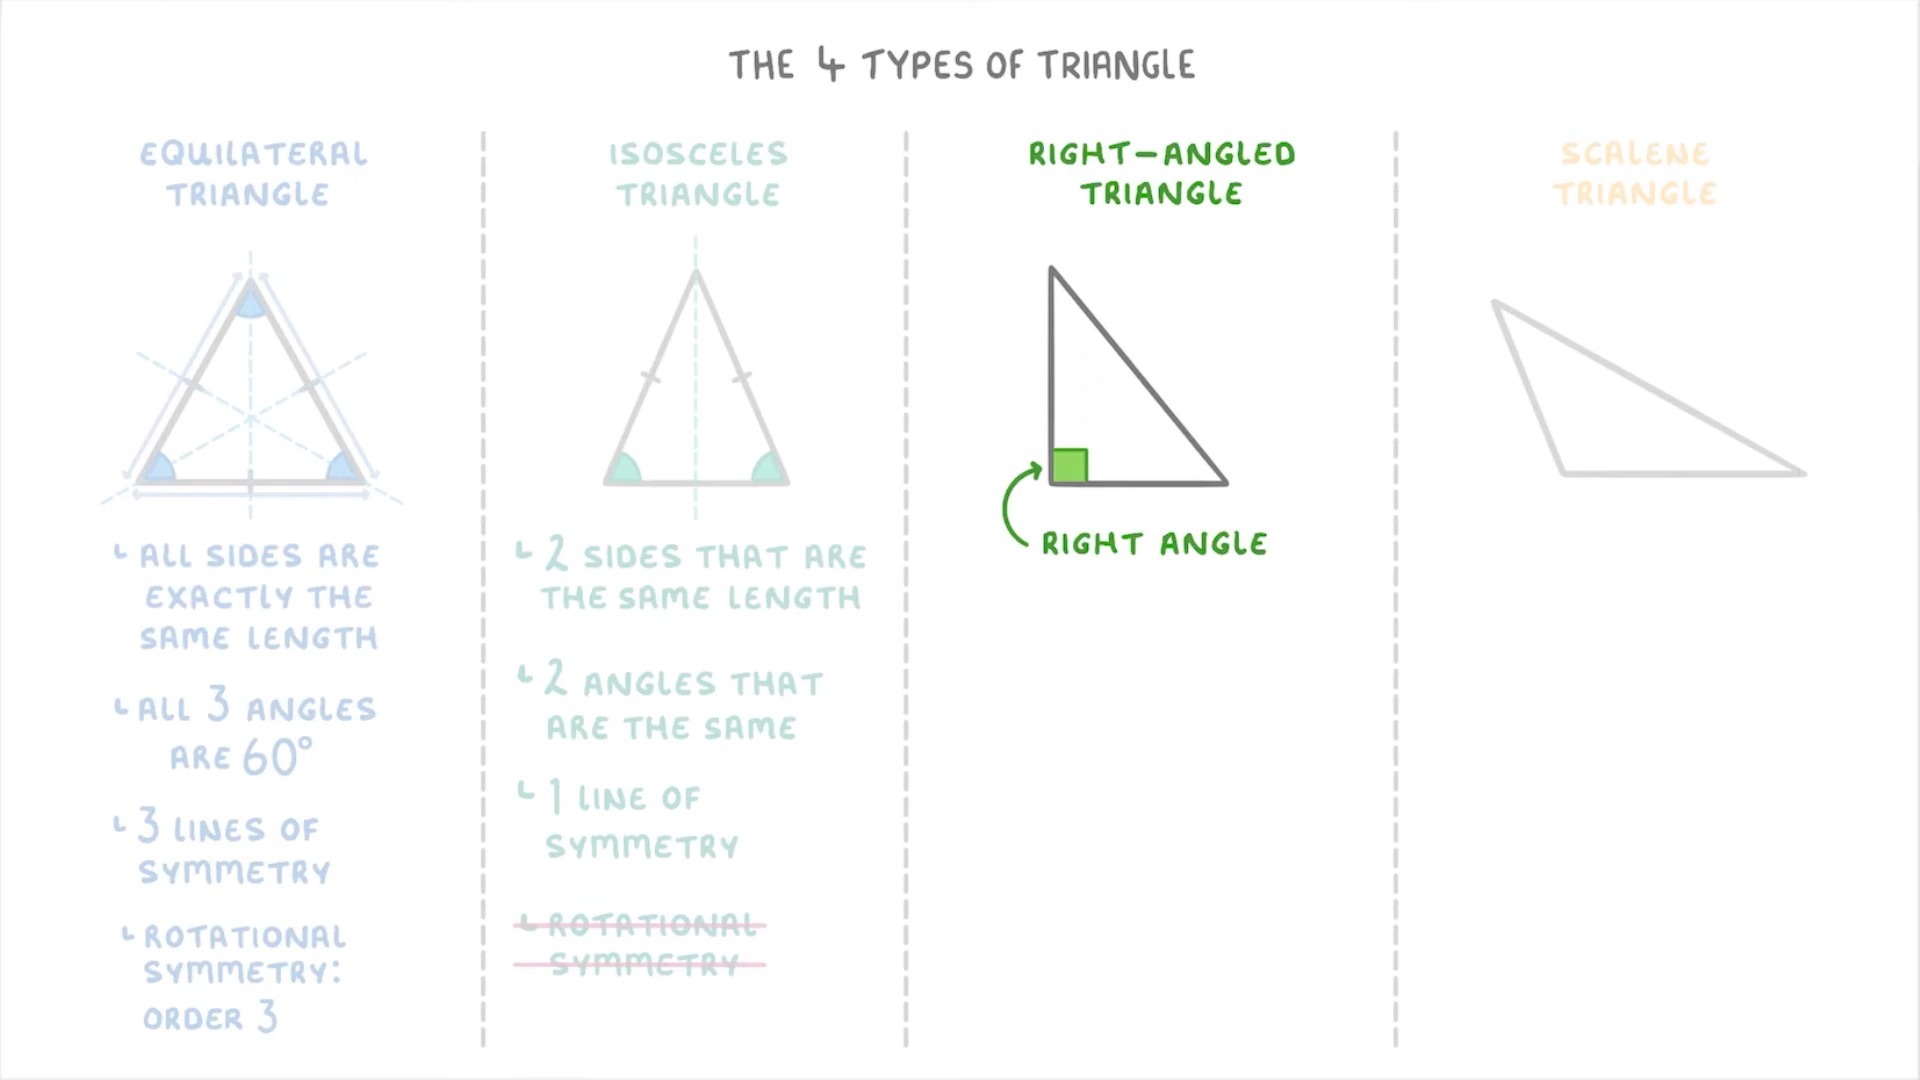 THE 4 TYPES OF TRIANGLE
EQUILATERAL
TRIANGLE
ALL SIDES ARE
EXACTLY THE
SAME LENGTH
ALL 3 ANGLES
ARE 60°
3 LINES OF
SYMMETRY
ROTATIONAL
SYMMETRY:
ORDER 3
ISOSCELES
TRIANGLE
2 SIDES THAT ARE
THE SAME LENGTH
2 ANGLES THAT
ARE THE SAME
1 LINE OF
SYMMETRY
ROTATIONAL
SYMMETRY
RIGHT-ANGLED
TRIANGLE
RIGHT ANGLE
SCALENE
TRIANGLE